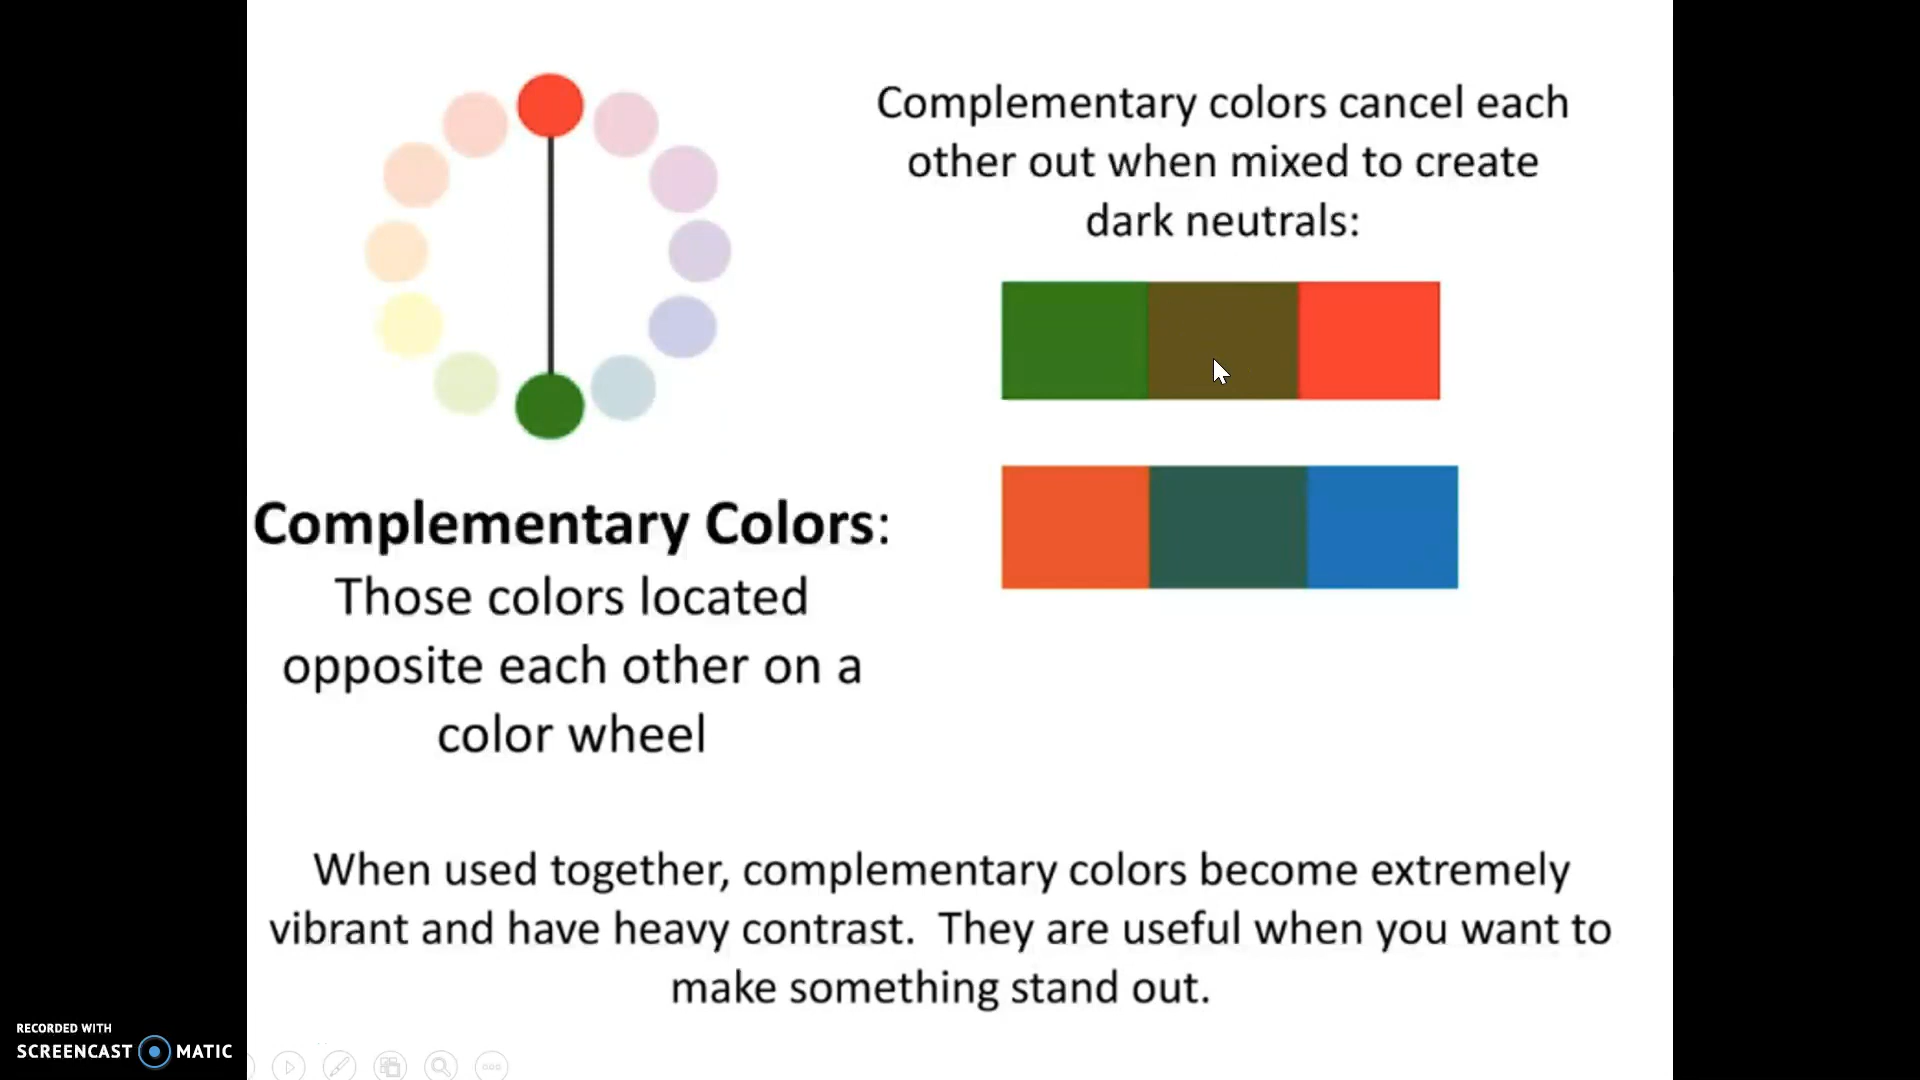 Complementary colors cancel each
other out when mixed to create
dark neutrals:
Complementary Colors:
Those colors located
opposite each other on a
color wheel
When used together, complementary colors become extremely
vibrant and have heavy contrast.  They are useful when you want to
make something stand out.
RECORDED WITH
SCREENCAST MATIC